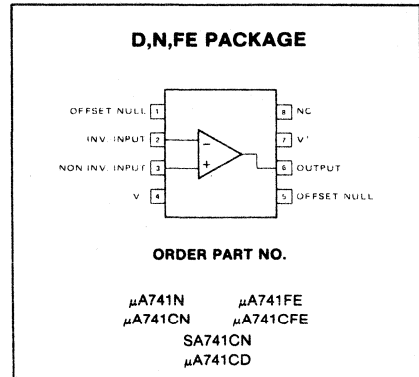 D,N,FE PACKAGE
OFFSET NULL 1
8 NC
INV. INPUT 2
7 V+
NON INV. INPUT 3
6 OUTPUT
V 4
5 OFFSET NULL
−
+
ORDER PART NO.
μA741N μA741FE
μA741CN μA741CFE
SA741CN
μA741CD